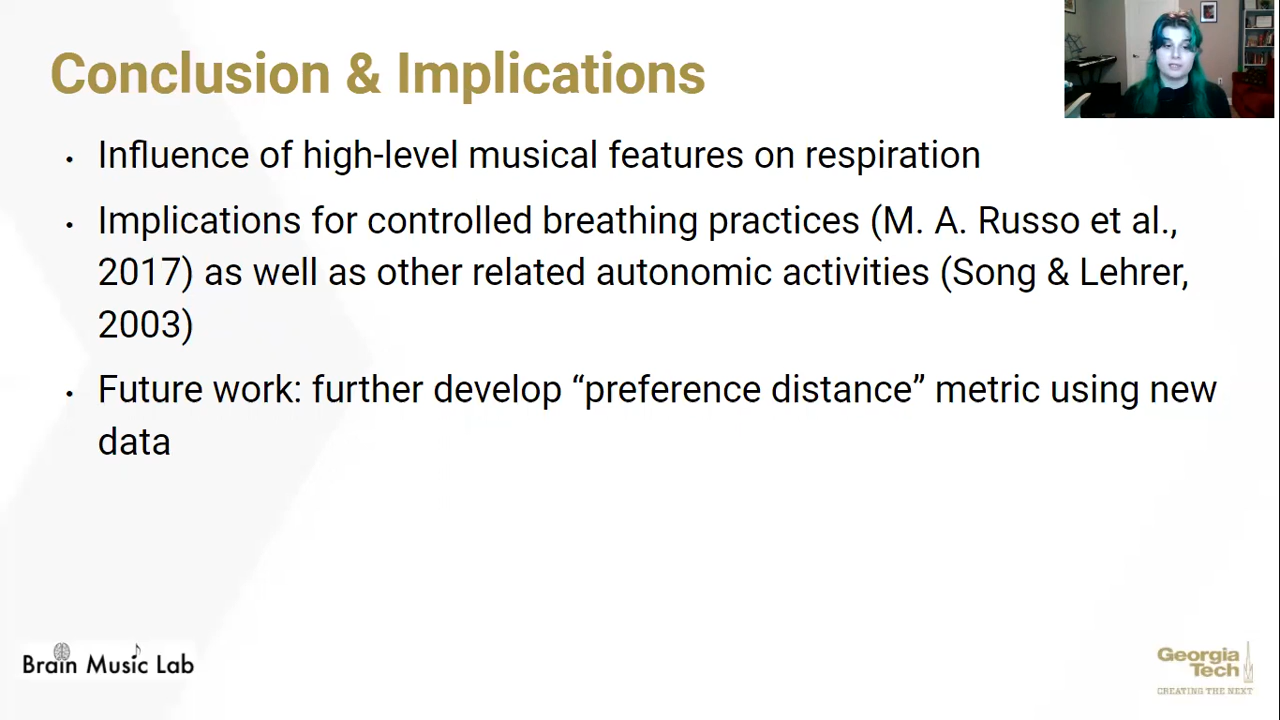 Conclusion & Implications
• Influence of high-level musical features on respiration
• Implications for controlled breathing practices (M. A. Russo et al.,
2017) as well as other related autonomic activities (Song & Lehrer,
2003)
• Future work: further develop “preference distance” metric using new
data
Brain Music Lab
Georgia
Tech
CREATING THE NEXT